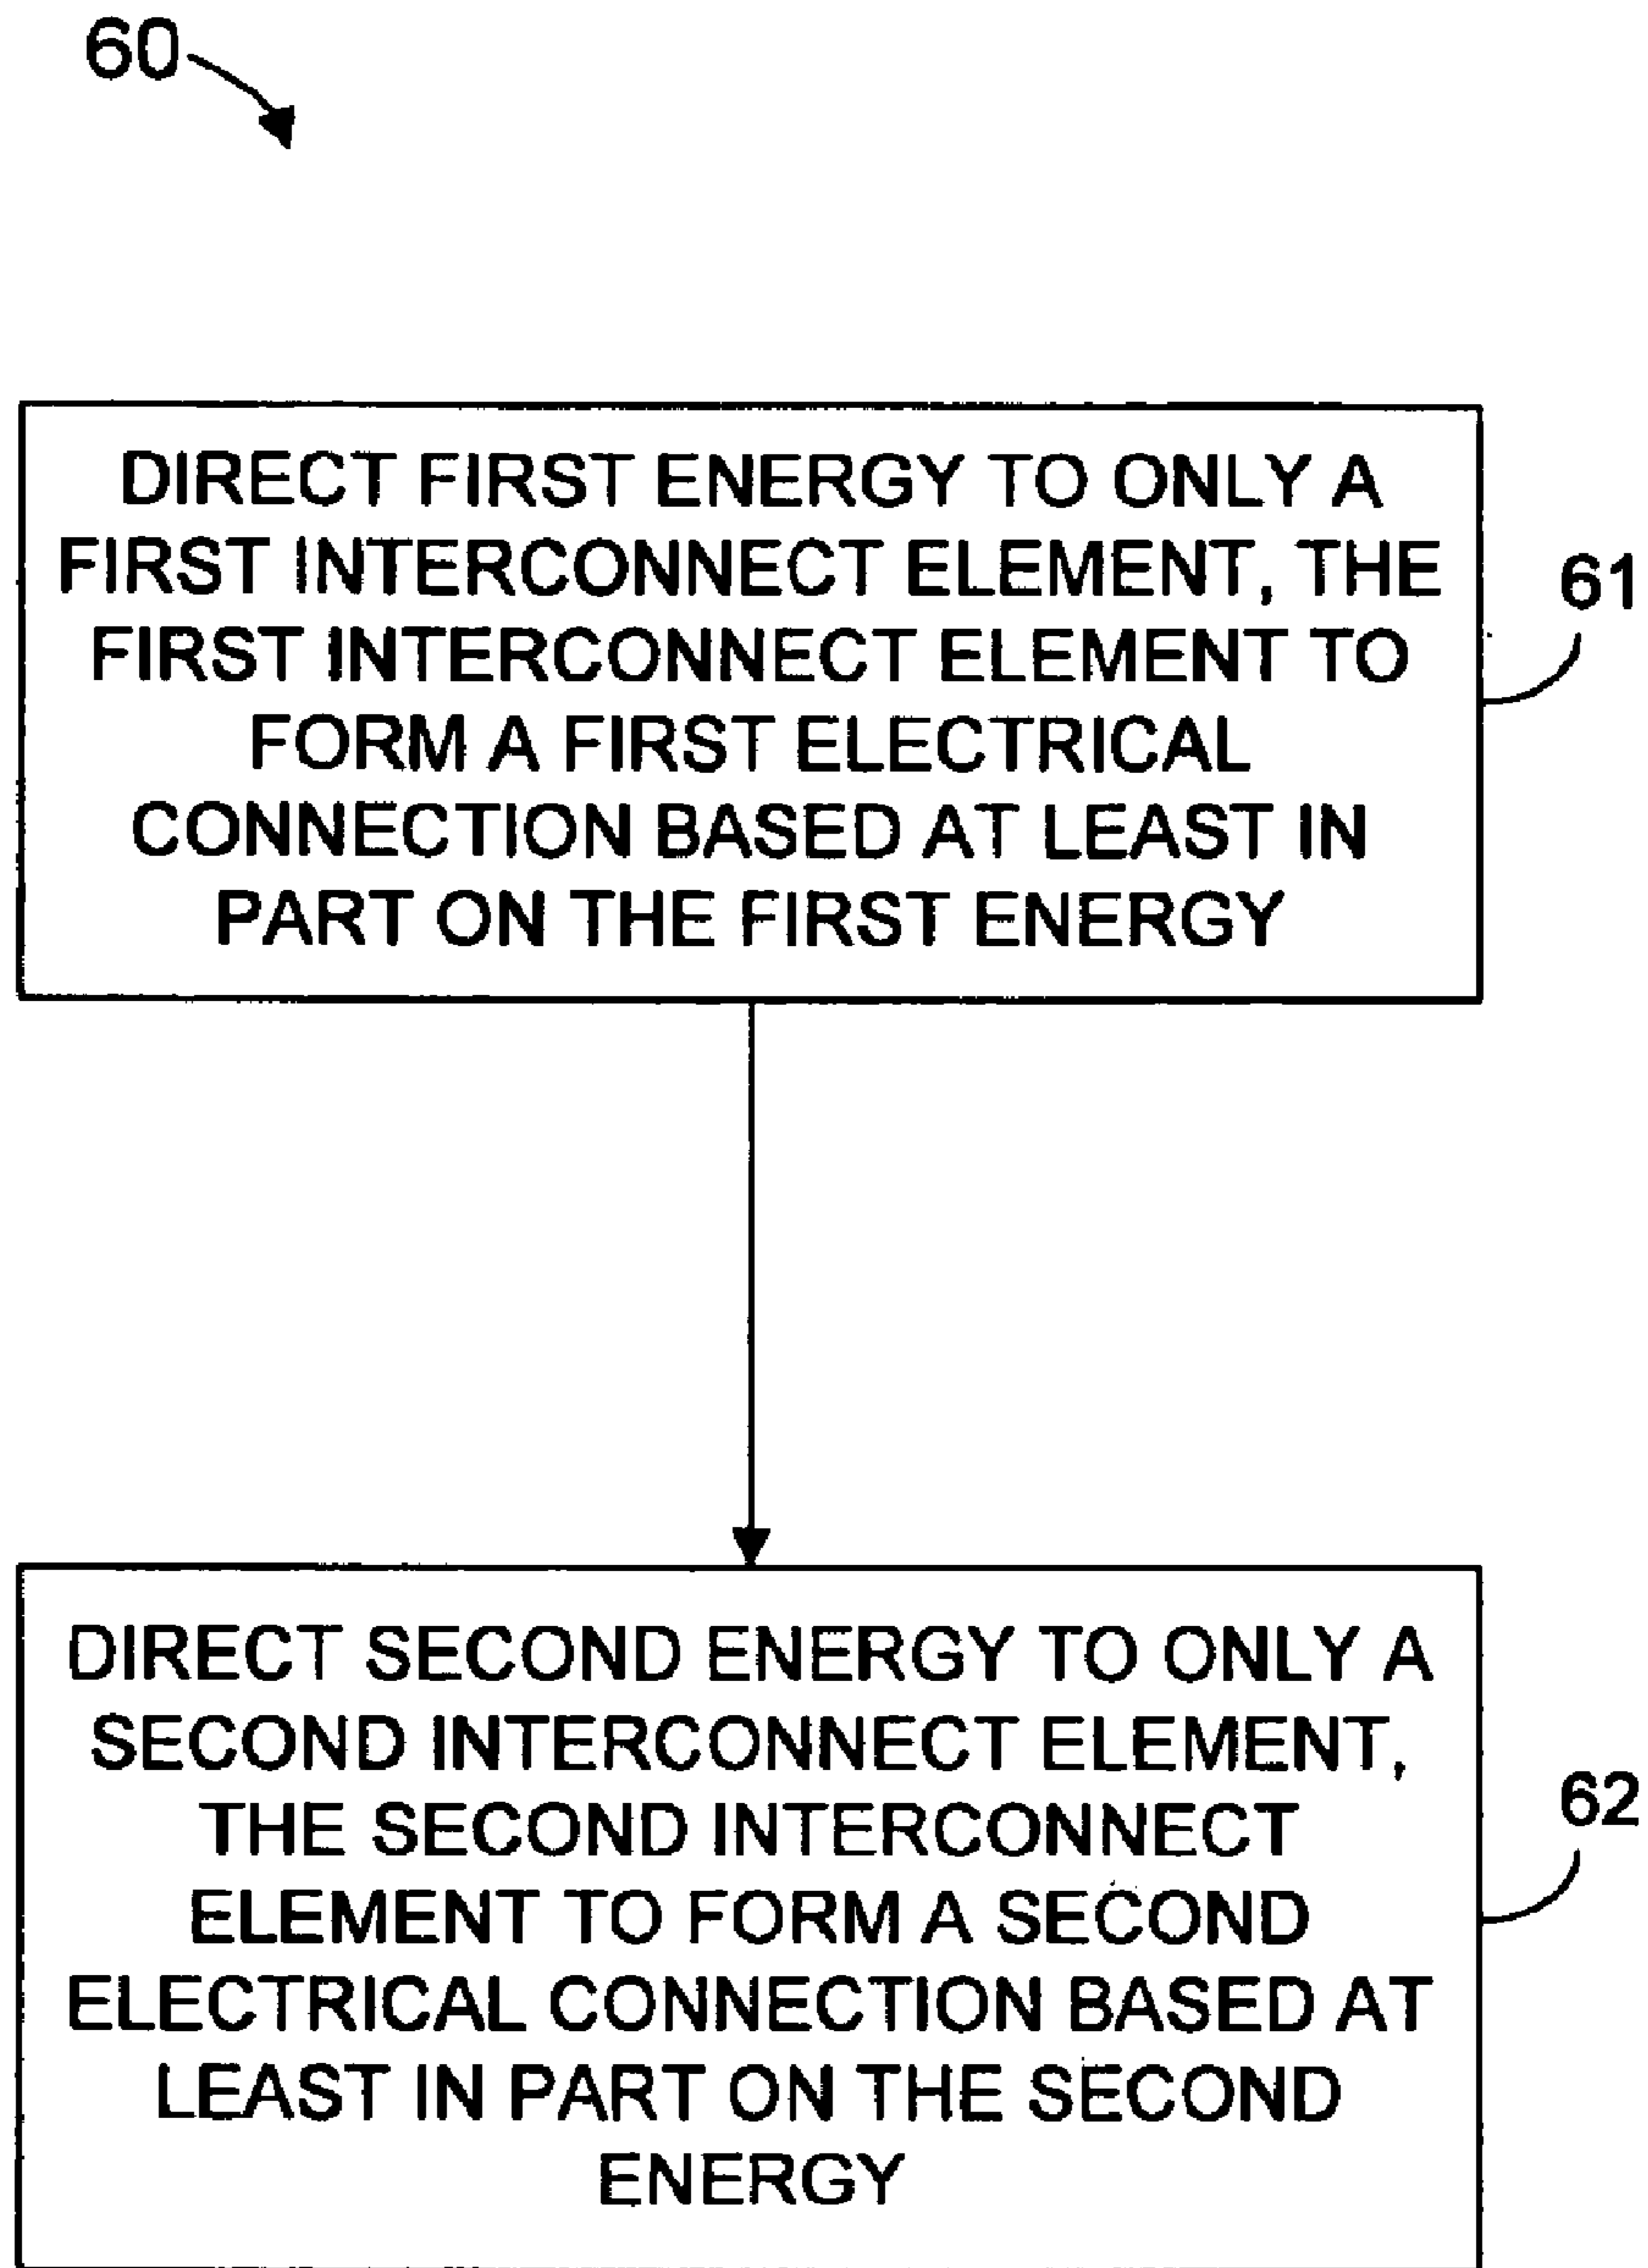 60
DIRECT FIRST ENERGY TO ONLY A
FIRST INTERCONNECT ELEMENT, THE
FIRST INTERCONNECT ELEMENT TO
FORM A FIRST ELECTRICAL
CONNECTION BASED AT LEAST IN
PART ON THE FIRST ENERGY
61
DIRECT SECOND ENERGY TO ONLY A
SECOND INTERCONNECT ELEMENT,
THE SECOND INTERCONNECT
ELEMENT TO FORM A SECOND
ELECTRICAL CONNECTION BASED AT
LEAST IN PART ON THE SECOND
ENERGY
62